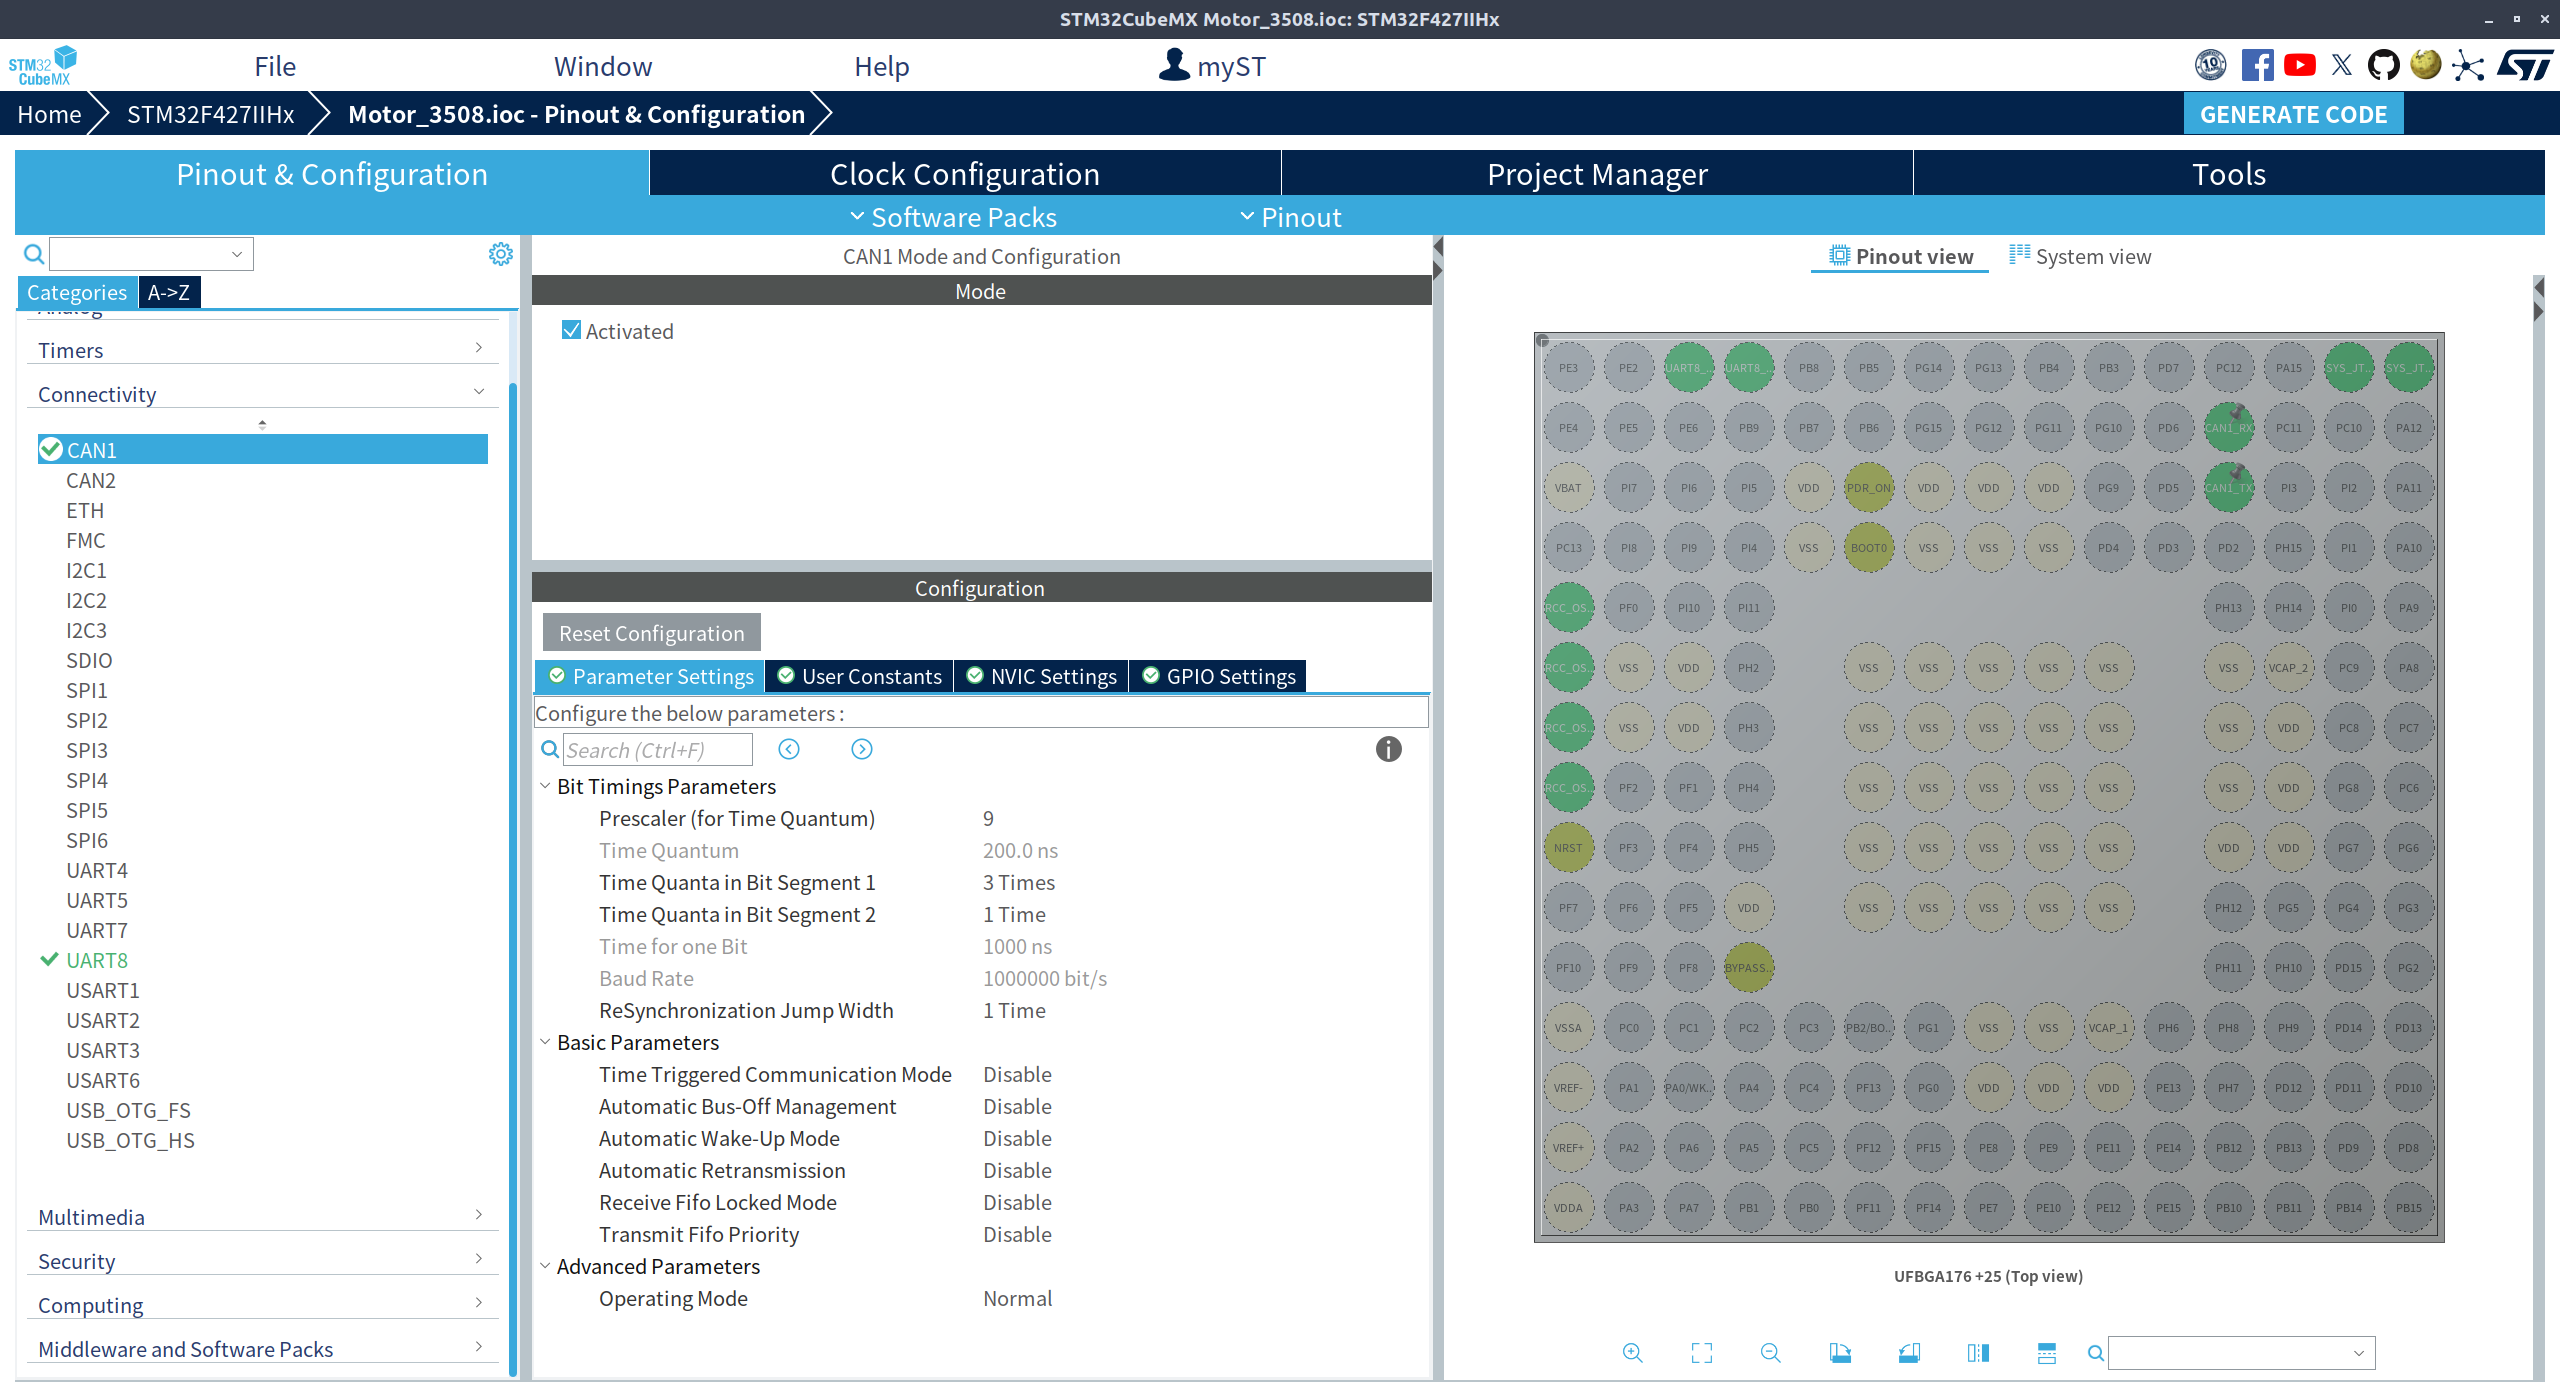 STM32CubeMX Motor_3508.ioc: STM32F427IIHx
STM32 CubeMX
File Window Help myST
Home STM32F427IIHx Motor_3508.ioc - Pinout & Configuration GENERATE CODE
Pinout & Configuration Clock Configuration Project Manager Tools
Software Packs Pinout
Categories A->Z
Analog
Timers
Connectivity
CAN1
CAN2
ETH
FMC
I2C1
I2C2
I2C3
SDIO
SPI1
SPI2
SPI3
SPI4
SPI5
SPI6
UART4
UART5
UART7
UART8
USART1
USART2
USART3
USART6
USB_OTG_FS
USB_OTG_HS
Multimedia
Security
Computing
Middleware and Software Packs
CAN1 Mode and Configuration
Mode
Activated
Configuration
Reset Configuration
Parameter Settings User Constants NVIC Settings GPIO Settings
Configure the below parameters :
Search (Ctrl+F)
Bit Timings Parameters
Prescaler (for Time Quantum) 9
Time Quantum 200.0 ns
Time Quanta in Bit Segment 1 3 Times
Time Quanta in Bit Segment 2 1 Time
Time for one Bit 1000 ns
Baud Rate 1000000 bit/s
ReSynchronization Jump Width 1 Time
Basic Parameters
Time Triggered Communication Mode Disable
Automatic Bus-Off Management Disable
Automatic Wake-Up Mode Disable
Automatic Retransmission Disable
Receive Fifo Locked Mode Disable
Transmit Fifo Priority Disable
Advanced Parameters
Operating Mode Normal
Pinout view System view
PE3 PE2 UART8_... UART8_... PB8 PB5 PG14 PG13 PB4 PB3 PD7 PC12 PA15 SYS_JT... SYS_JT...
PE4 PE5 PE6 PB9 PB7 PB6 PG15 PG12 PG11 PG10 PD6 CAN1_RX PC11 PC10 PA12
VBAT PI7 PI6 PI5 VDD PDR_ON VDD VDD VDD PG9 PD5 CAN1_TX PI3 PI2 PA11
PC13 PI8 PI9 PI4 VSS BOOT0 VSS VSS VSS PD4 PD3 PD2 PH15 PI1 PA10
RCC_OS... PF0 PI10 PI11 PH13 PH14 PI0 PA9
RCC_OS... VSS VDD PH2 VSS VSS VSS VSS VSS VSS VCAP_2 PC9 PA8
RCC_OS... VSS VDD PH3 VSS VSS VSS VSS VSS VSS VDD PC8 PC7
RCC_OS... PF2 PF1 PH4 VSS VSS VSS VSS VSS VSS VDD PG8 PC6
NRST PF3 PF4 PH5 VSS VSS VSS VSS VSS VDD VDD PG7 PG6
PF7 PF6 PF5 VDD VSS VSS VSS VSS VSS PH12 PG5 PG4 PG3
PF10 PF9 PF8 BYPASS... PH11 PH10 PD15 PG2
VSSA PC0 PC1 PC2 PC3 PB2/BO... PG1 VSS VSS VCAP_1 PH6 PH8 PH9 PD14 PD13
VREF- PA1 PA0/WK... PA4 PC4 PF13 PG0 VDD VDD VDD PE13 PH7 PD12 PD11 PD10
VREF+ PA2 PA6 PA5 PC5 PF12 PF15 PE8 PE9 PE11 PE14 PB12 PB13 PD9 PD8
VDDA PA3 PA7 PB1 PB0 PF11 PF14 PE7 PE10 PE12 PE15 PB10 PB11 PB14 PB15
UFBGA176 +25 (Top view)